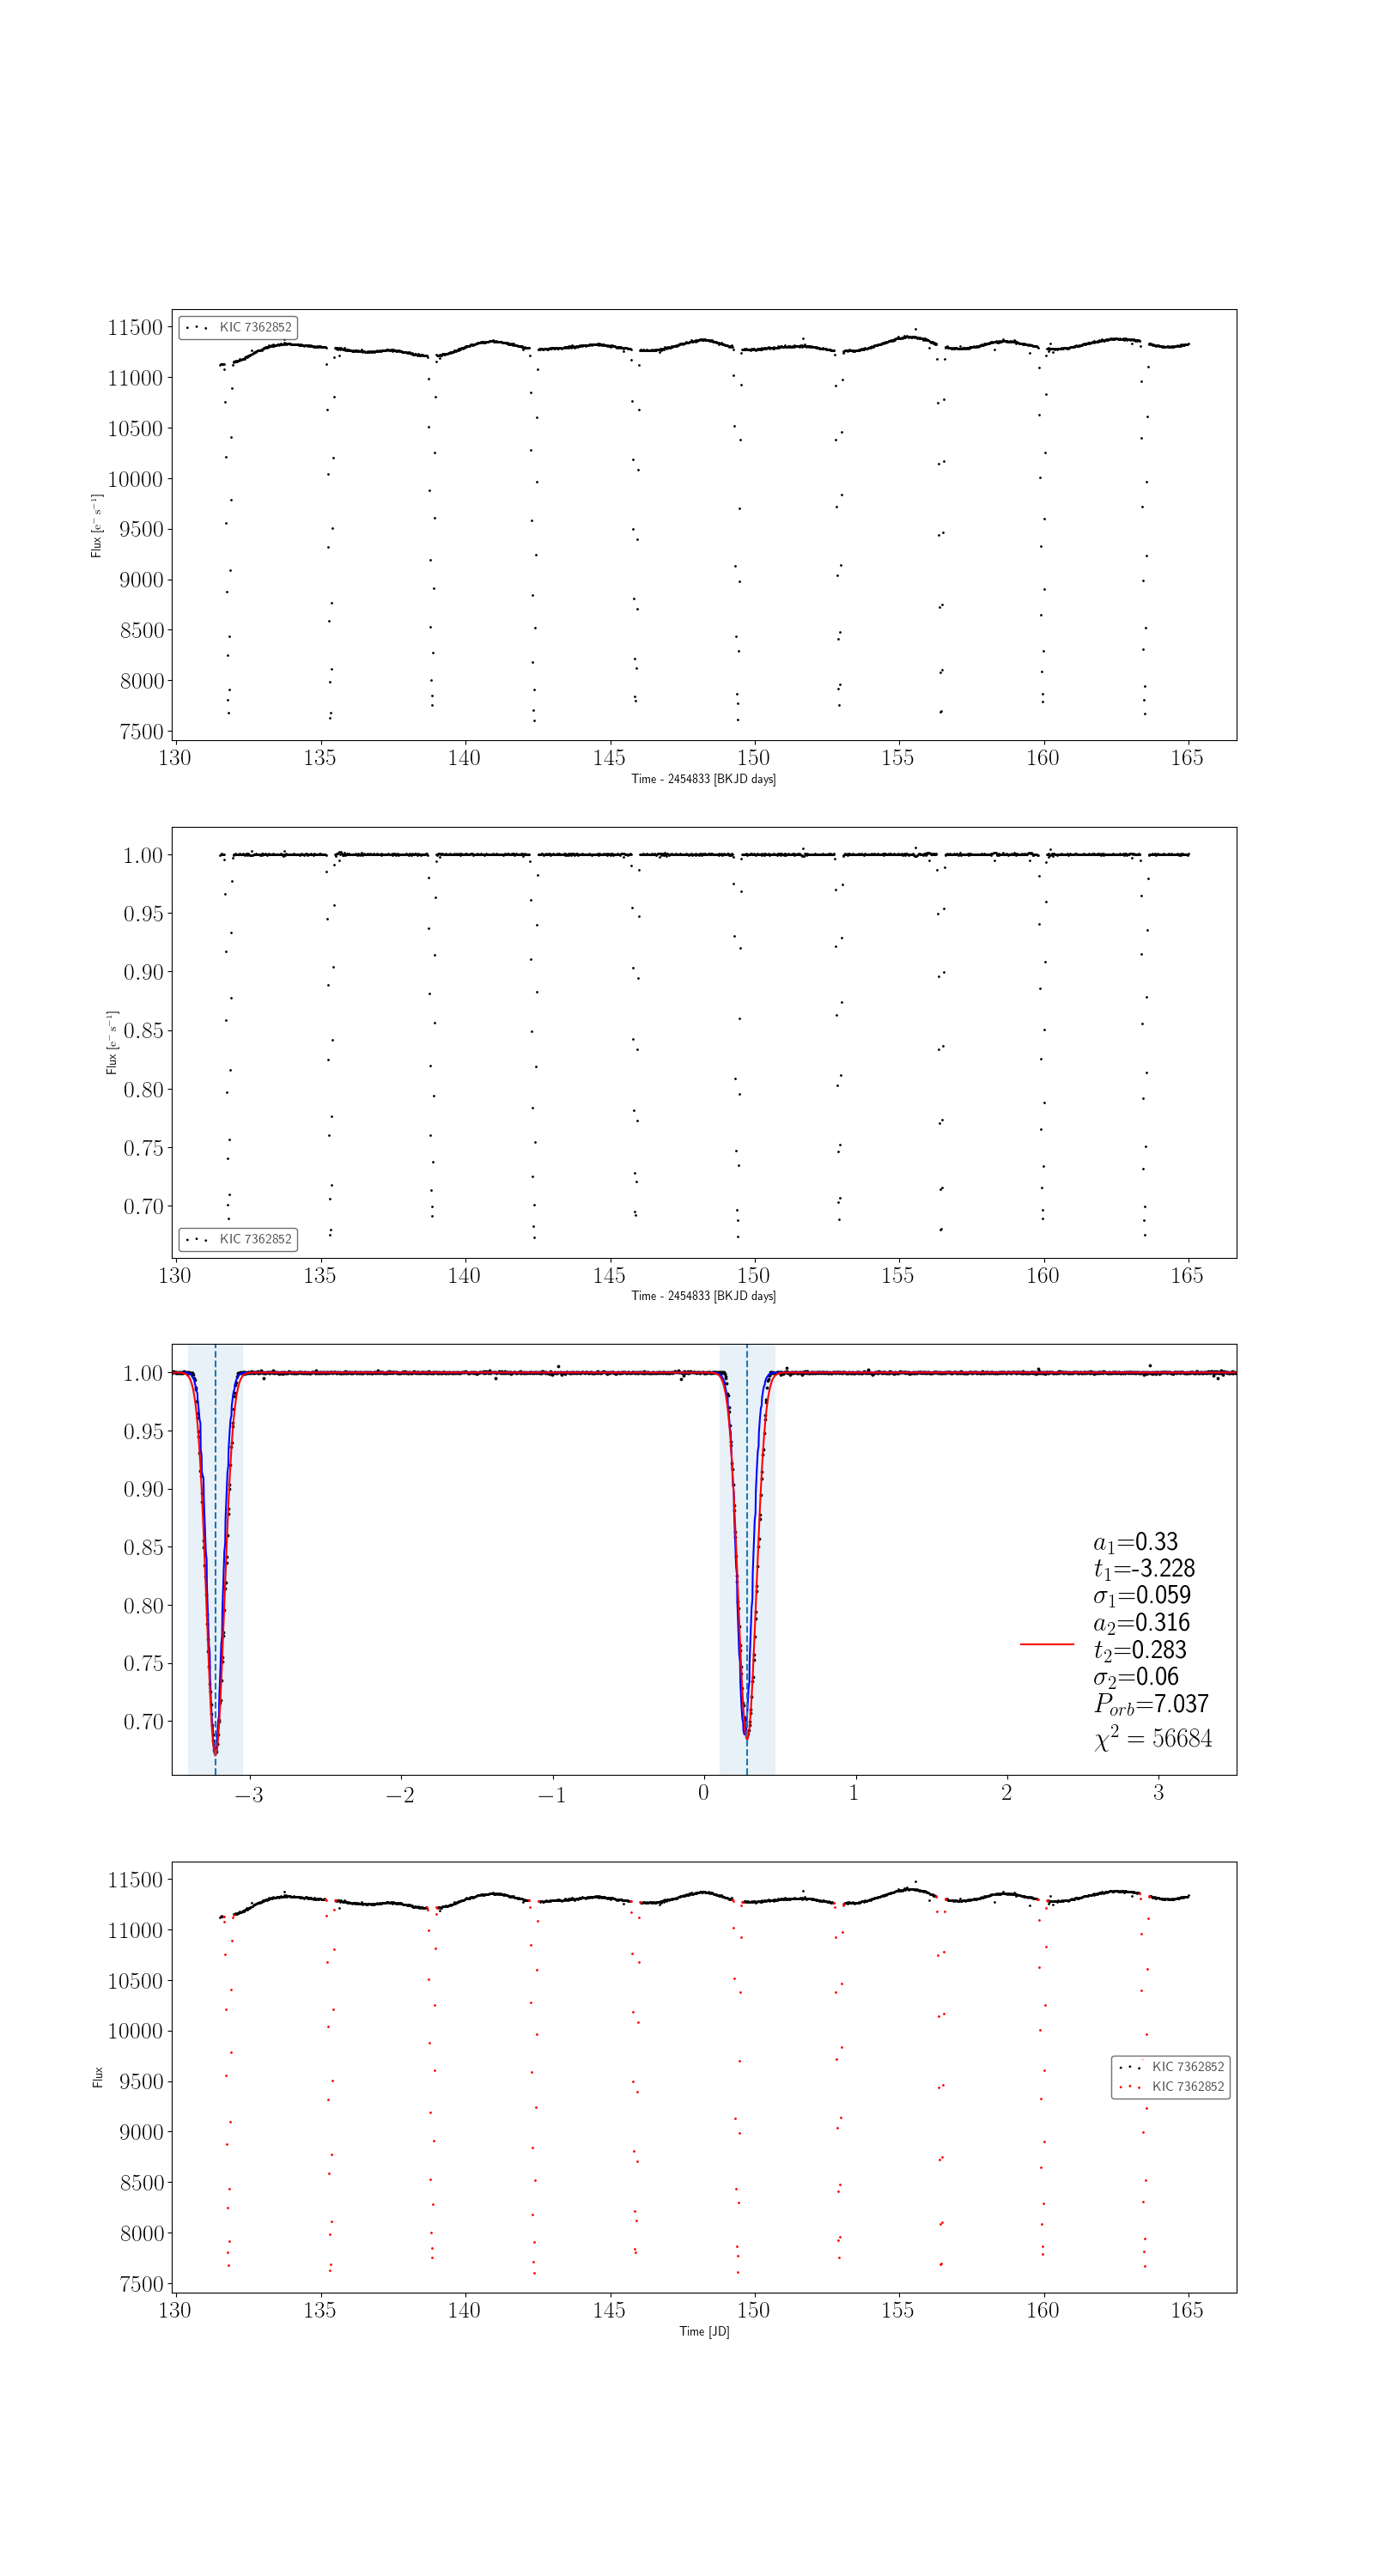 11500
11000
10500
10000
9500
9000
8500
8000
7500
Flux [e⁻ s⁻¹]
KIC 7362852
130 135 140 145 150 155 160 165
Time - 2454833 [BKJD days]
1.00
0.95
0.90
0.85
0.80
0.75
0.70
Flux [e⁻ s⁻¹]
KIC 7362852
130 135 140 145 150 155 160 165
Time - 2454833 [BKJD days]
1.00
0.95
0.90
0.85
0.80
0.75
0.70
a₁=0.33
t₁=-3.228
σ₁=0.059
a₂=0.316
t₂=0.283
σ₂=0.06
P_orb=7.037
χ² = 56684
−3 −2 −1 0 1 2 3
11500
11000
10500
10000
9500
9000
8500
8000
7500
Flux
KIC 7362852
KIC 7362852
130 135 140 145 150 155 160 165
Time [JD]